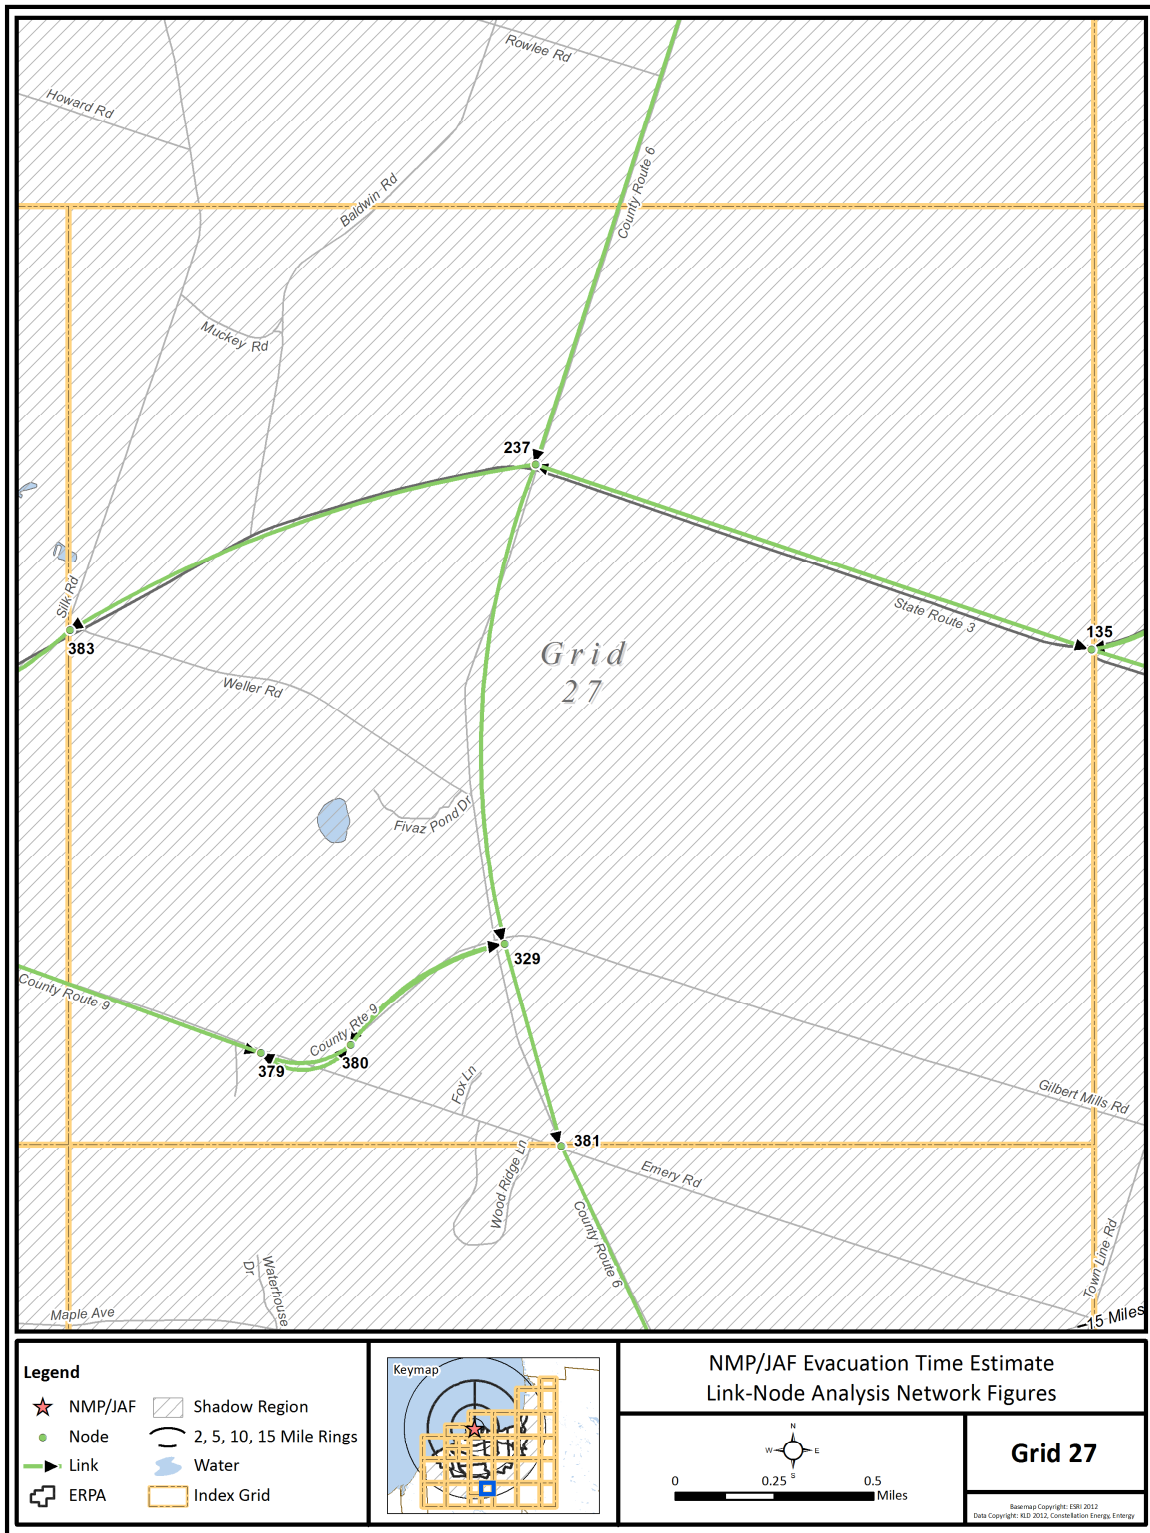 Rowlee Rd
Howard Rd
County Route 6
Baldwin Rd
Muckey Rd
237
Silk Rd
State Route 3
135
383
Grid
27
Weller Rd
Fivaz Pond Dr
329
County Route 9
County Rte 9
379
380
Fox Ln
Gilbert Mills Rd
381
Wood Ridge Ln
Emery Rd
County Route 6
Town Line Rd
Waterhouse
Dr
Maple Ave
15 Miles
Legend
NMP/JAF
Shadow Region
Node
2, 5, 10, 15 Mile Rings
Link
Water
ERPA
Index Grid
Keymap
NMP/JAF Evacuation Time Estimate
Link-Node Analysis Network Figures
N
W E
S
0 0.25 0.5
Miles
Grid 27
Basemap Copyright: ESRI 2012
Data Copyright: KLD 2012, Constellation Energy, Entergy